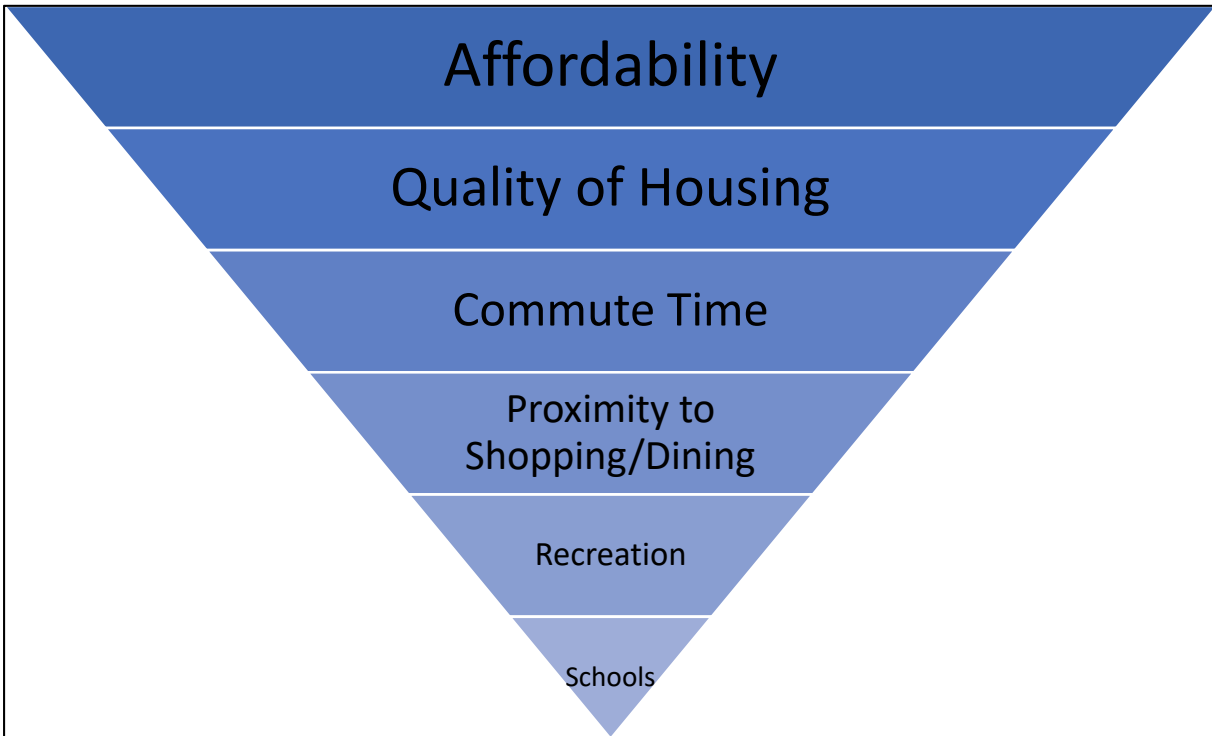 Affordability
Quality of Housing
Commute Time
Proximity to
Shopping/Dining
Recreation
Schools